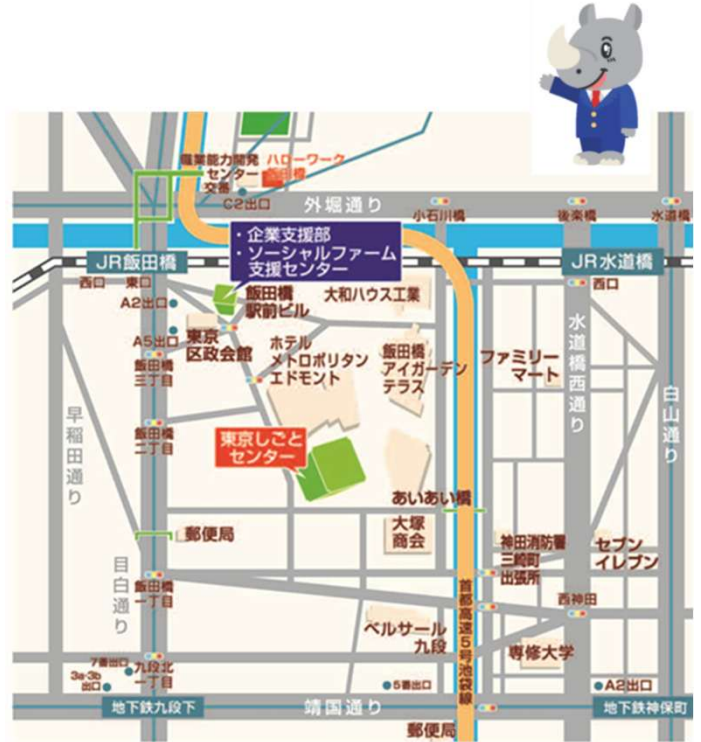 職業能力開発
センター
ハローワーク
飯田橋
交番
C2出口
外堀通り
小石川橋
後楽橋
水道橋
・企業支援部
・ソーシャルファーム
支援センター
JR飯田橋
JR水道橋
西口
東口
A2出口
飯田橋
駅前ビル
大和ハウス工業
西口
A5出口
東京
区政会館
ホテル
メトロポリタン
エドモント
飯田橋
アイガーデン
テラス
ファミリー
マート
水道橋西通り
飯田橋
三丁目
早稲田通り
白山通り
飯田橋
二丁目
東京しごと
センター
あいあい橋
郵便局
大塚
商会
神田消防署
三崎町
出張所
セブン
イレブン
目白通り
飯田橋
一丁目
首都高速5号池袋線
西神田
ベルサール
九段
専修大学
7番出口
九段北
一丁目
3a·3b
出口
5番出口
A2出口
地下鉄九段下
靖国通り
地下鉄神保町
郵便局